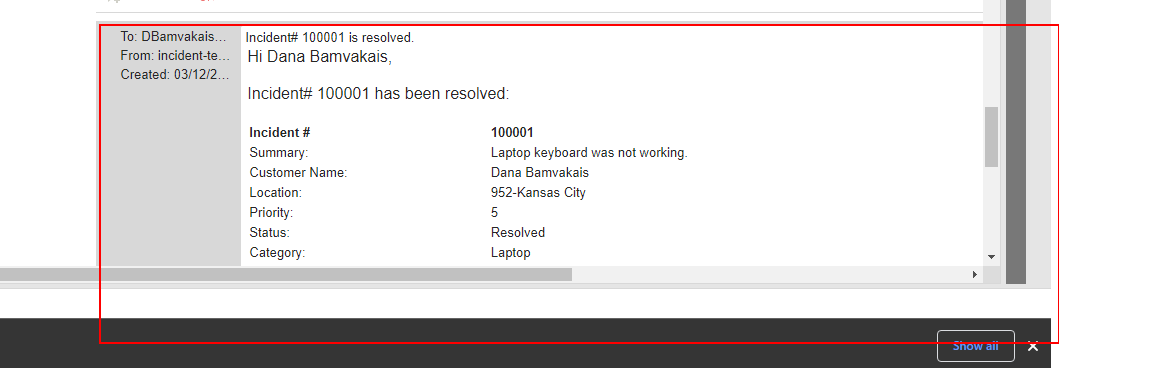 To: DBamvakais…
From: incident-te…
Created: 03/12/2…
Incident# 100001 is resolved.
Hi Dana Bamvakais,
Incident# 100001 has been resolved:
Incident # 100001
Summary: Laptop keyboard was not working.
Customer Name: Dana Bamvakais
Location: 952-Kansas City
Priority: 5
Status: Resolved
Category: Laptop
Show all